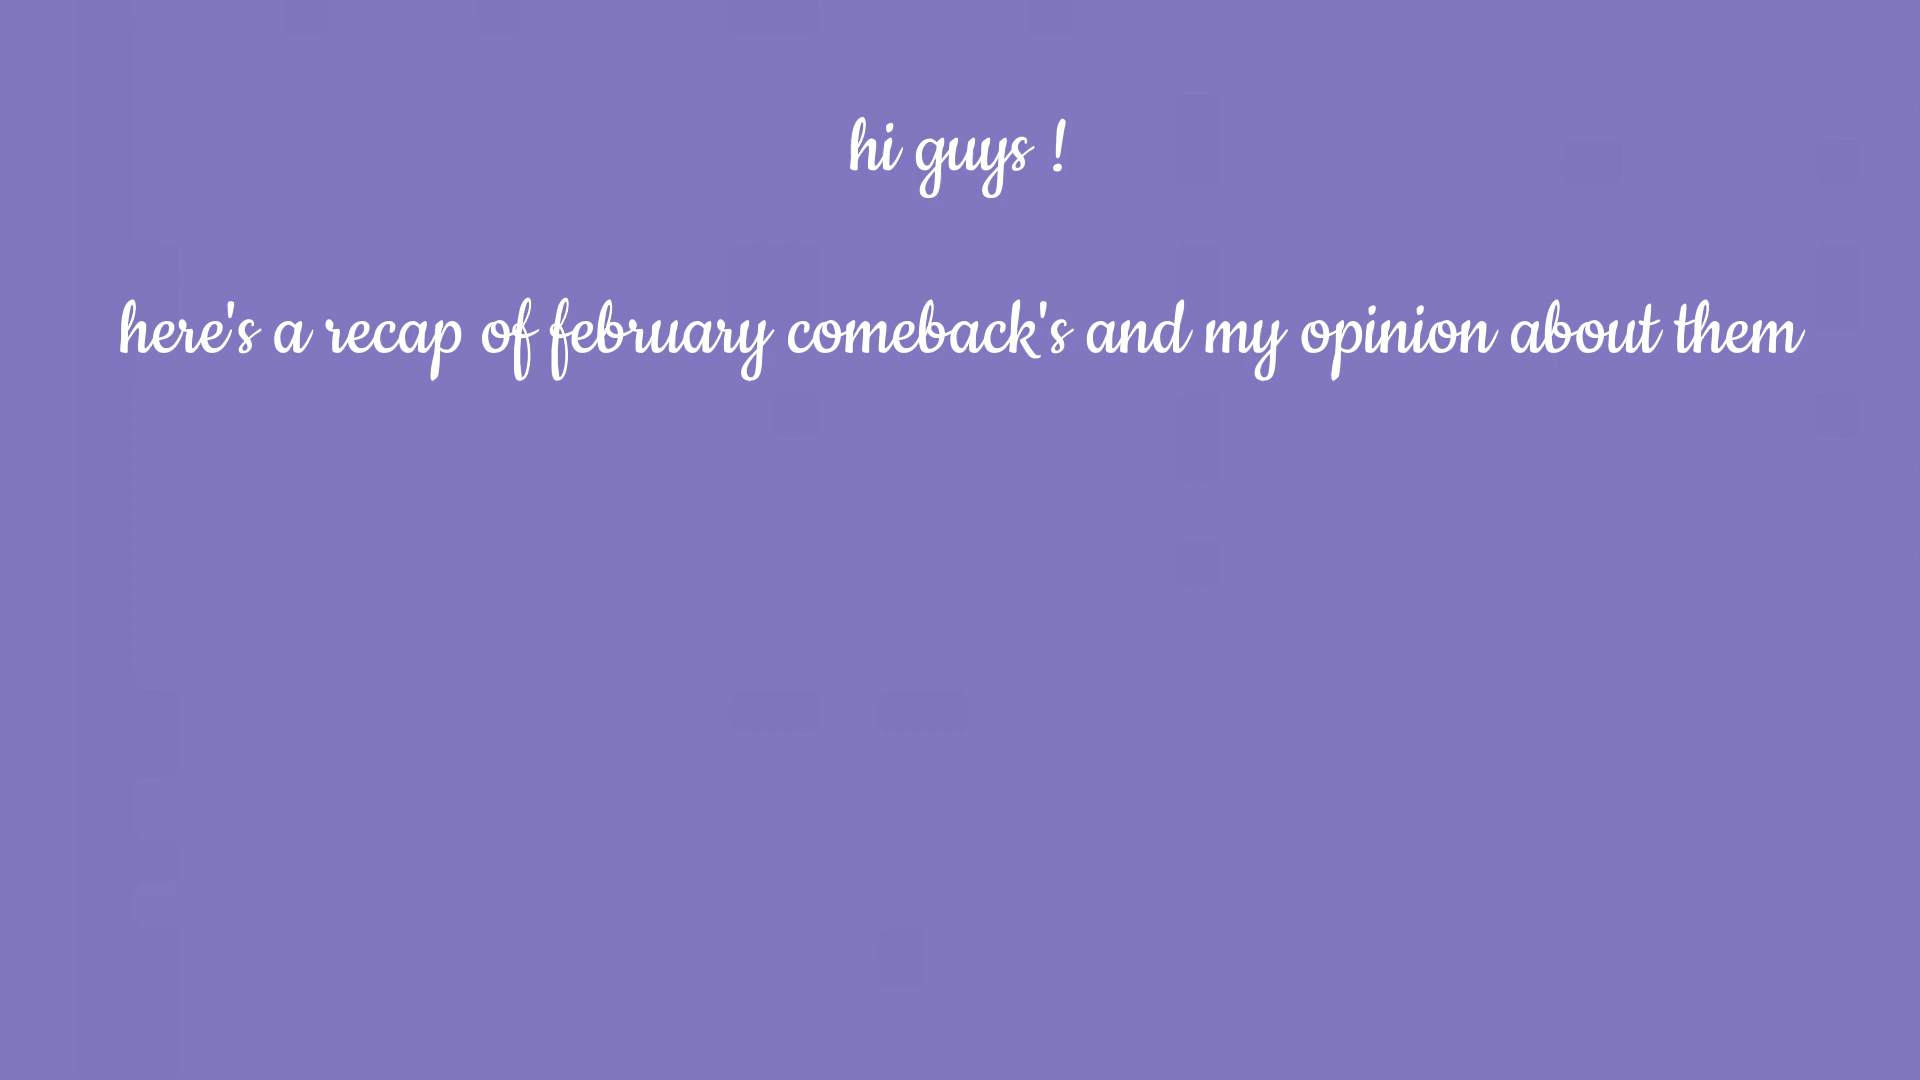 hi guys !
here's a recap of february comeback's and my opinion about them